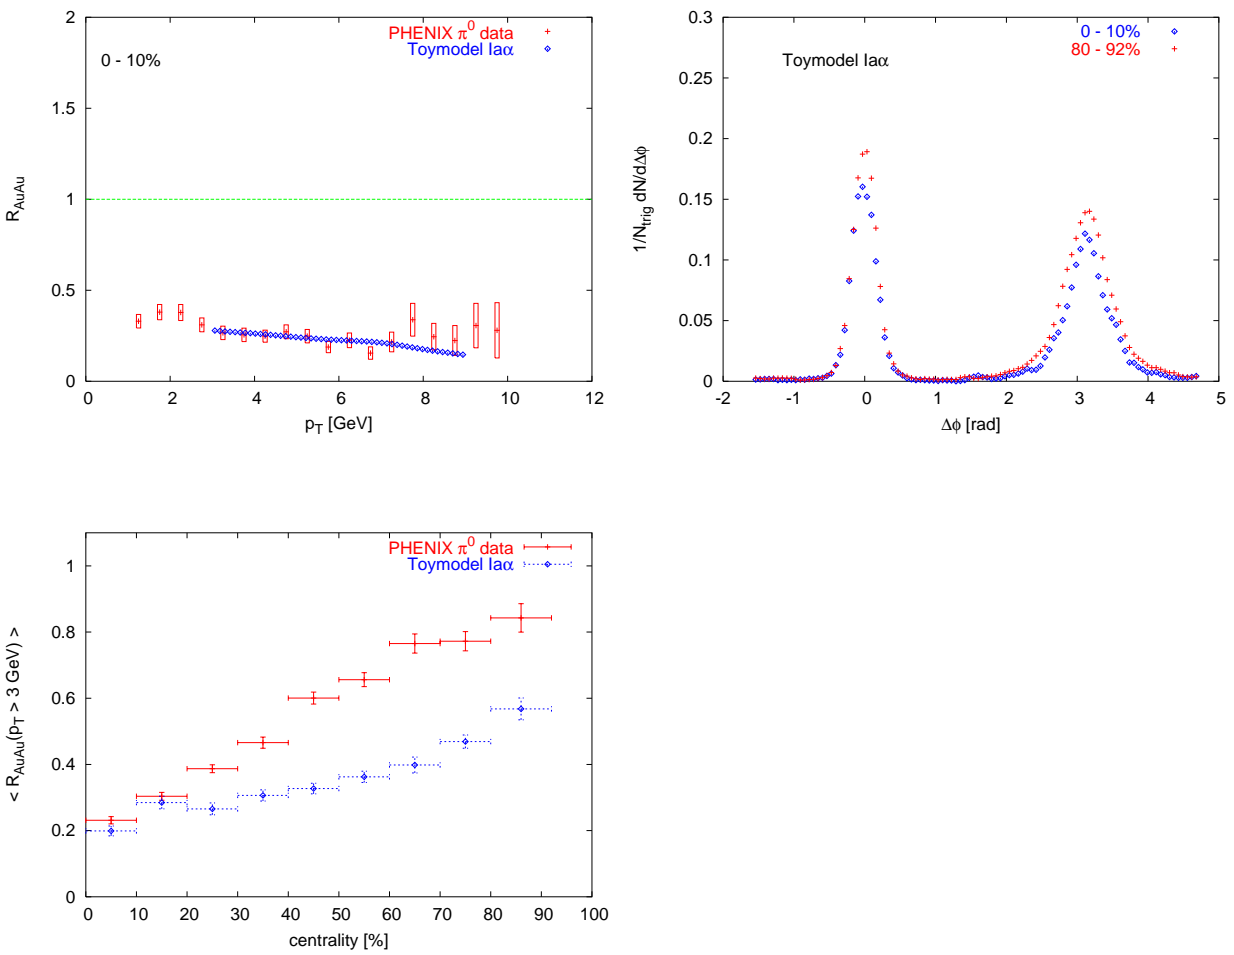 2
1.5
1
0.5
0
0 2 4 6 8 10 12
R_AuAu
p_T [GeV]
0 - 10%
PHENIX π^0 data
Toymodel Iaα
0.3
0.25
0.2
0.15
0.1
0.05
0
-2 -1 0 1 2 3 4 5
1/N_trig dN/dΔϕ
Δϕ [rad]
Toymodel Iaα
0 - 10%
80 - 92%
1
0.8
0.6
0.4
0.2
0
0 10 20 30 40 50 60 70 80 90 100
< R_AuAu(p_T > 3 GeV) >
centrality [%]
PHENIX π^0 data
Toymodel Iaα